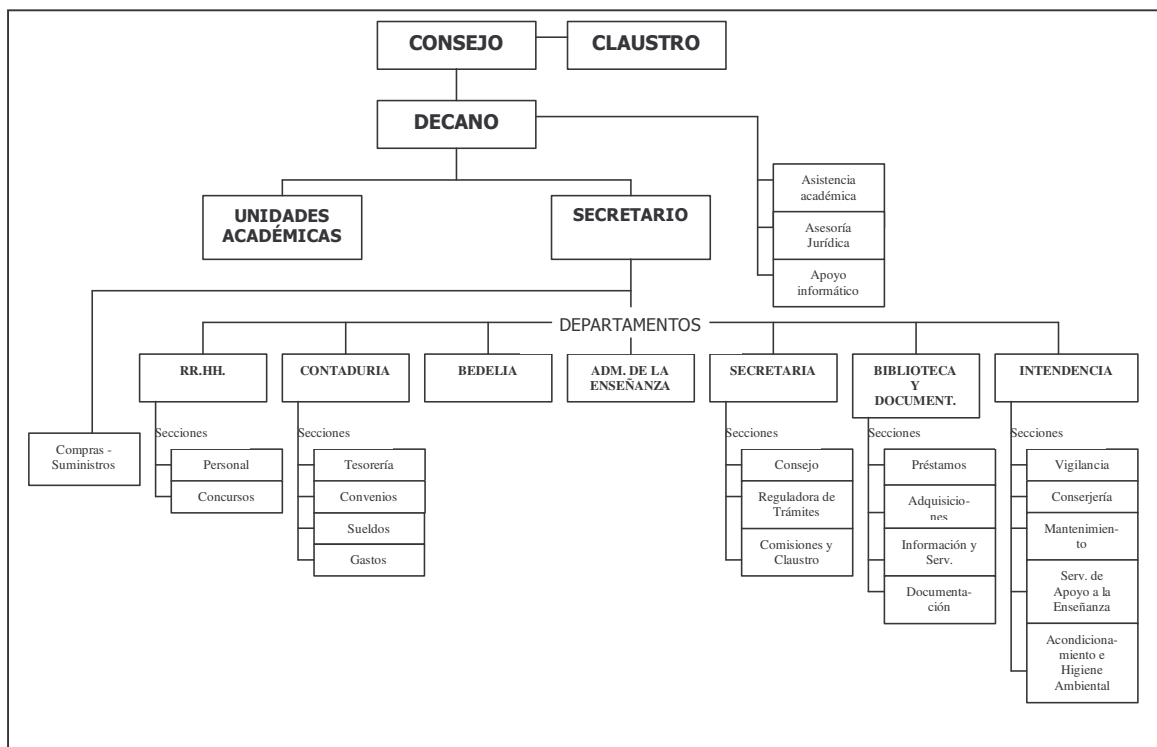 CONSEJO
CLAUSTRO
DECANO
Asistencia
académica
Asesoría
Jurídica
Apoyo
informático
UNIDADES
ACADÉMICAS
SECRETARIO
DEPARTAMENTOS
RR.HH.
CONTADURIA
BEDELIA
ADM. DE LA
ENSEÑANZA
SECRETARIA
BIBLIOTECA
Y
DOCUMENT.
INTENDENCIA
Compras -
Suministros
Secciones
Personal
Concursos
Secciones
Tesorería
Convenios
Sueldos
Gastos
Secciones
Consejo
Reguladora de
Trámites
Comisiones y
Claustro
Secciones
Préstamos
Adquisicio-
nes
Información y
Serv.
Documenta-
ción
Secciones
Vigilancia
Conserjería
Mantenimien-
to
Serv. de
Apoyo a la
Enseñanza
Acondiciona-
miento e
Higiene
Ambiental